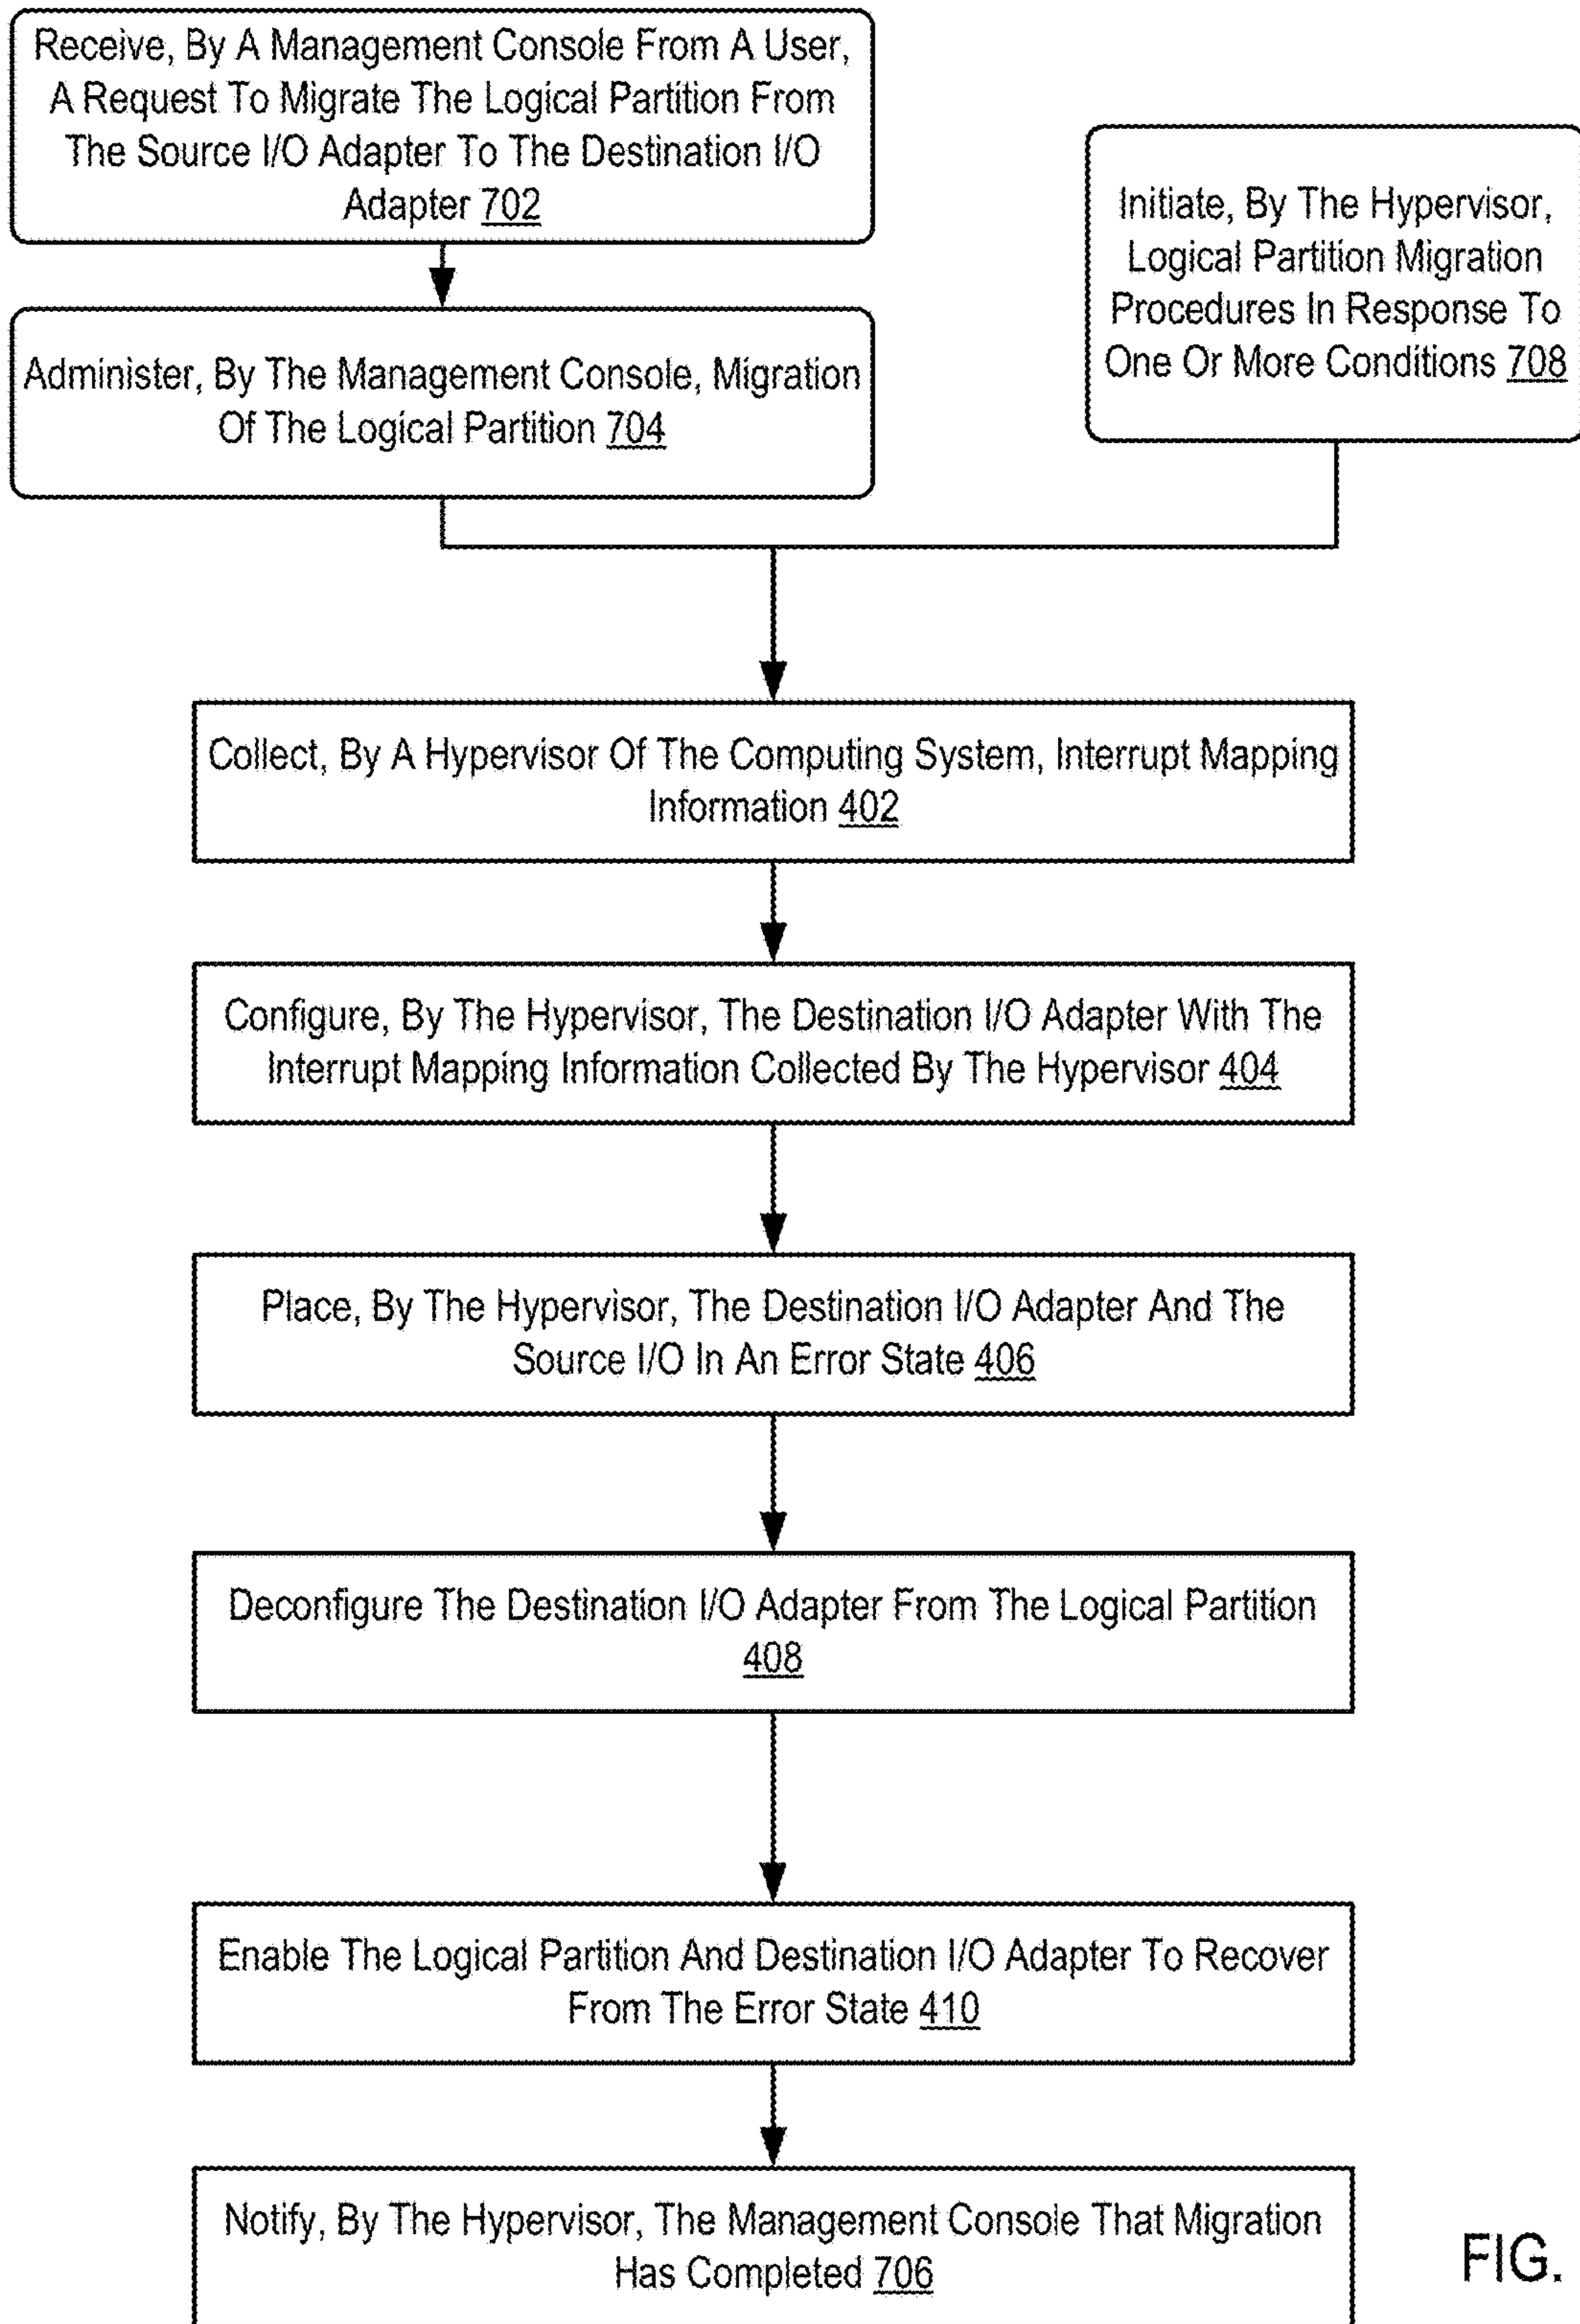 Receive, By A Management Console From A User,
A Request To Migrate The Logical Partition From
The Source I/O Adapter To The Destination I/O
Adapter 702
Administer, By The Management Console, Migration
Of The Logical Partition 704
Initiate, By The Hypervisor,
Logical Partition Migration
Procedures In Response To
One Or More Conditions 708
Collect, By A Hypervisor Of The Computing System, Interrupt Mapping
Information 402
Configure, By The Hypervisor, The Destination I/O Adapter With The
Interrupt Mapping Information Collected By The Hypervisor 404
Place, By The Hypervisor, The Destination I/O Adapter And The
Source I/O In An Error State 406
Deconfigure The Destination I/O Adapter From The Logical Partition
408
Enable The Logical Partition And Destination I/O Adapter To Recover
From The Error State 410
Notify, By The Hypervisor, The Management Console That Migration
Has Completed 706
FIG.